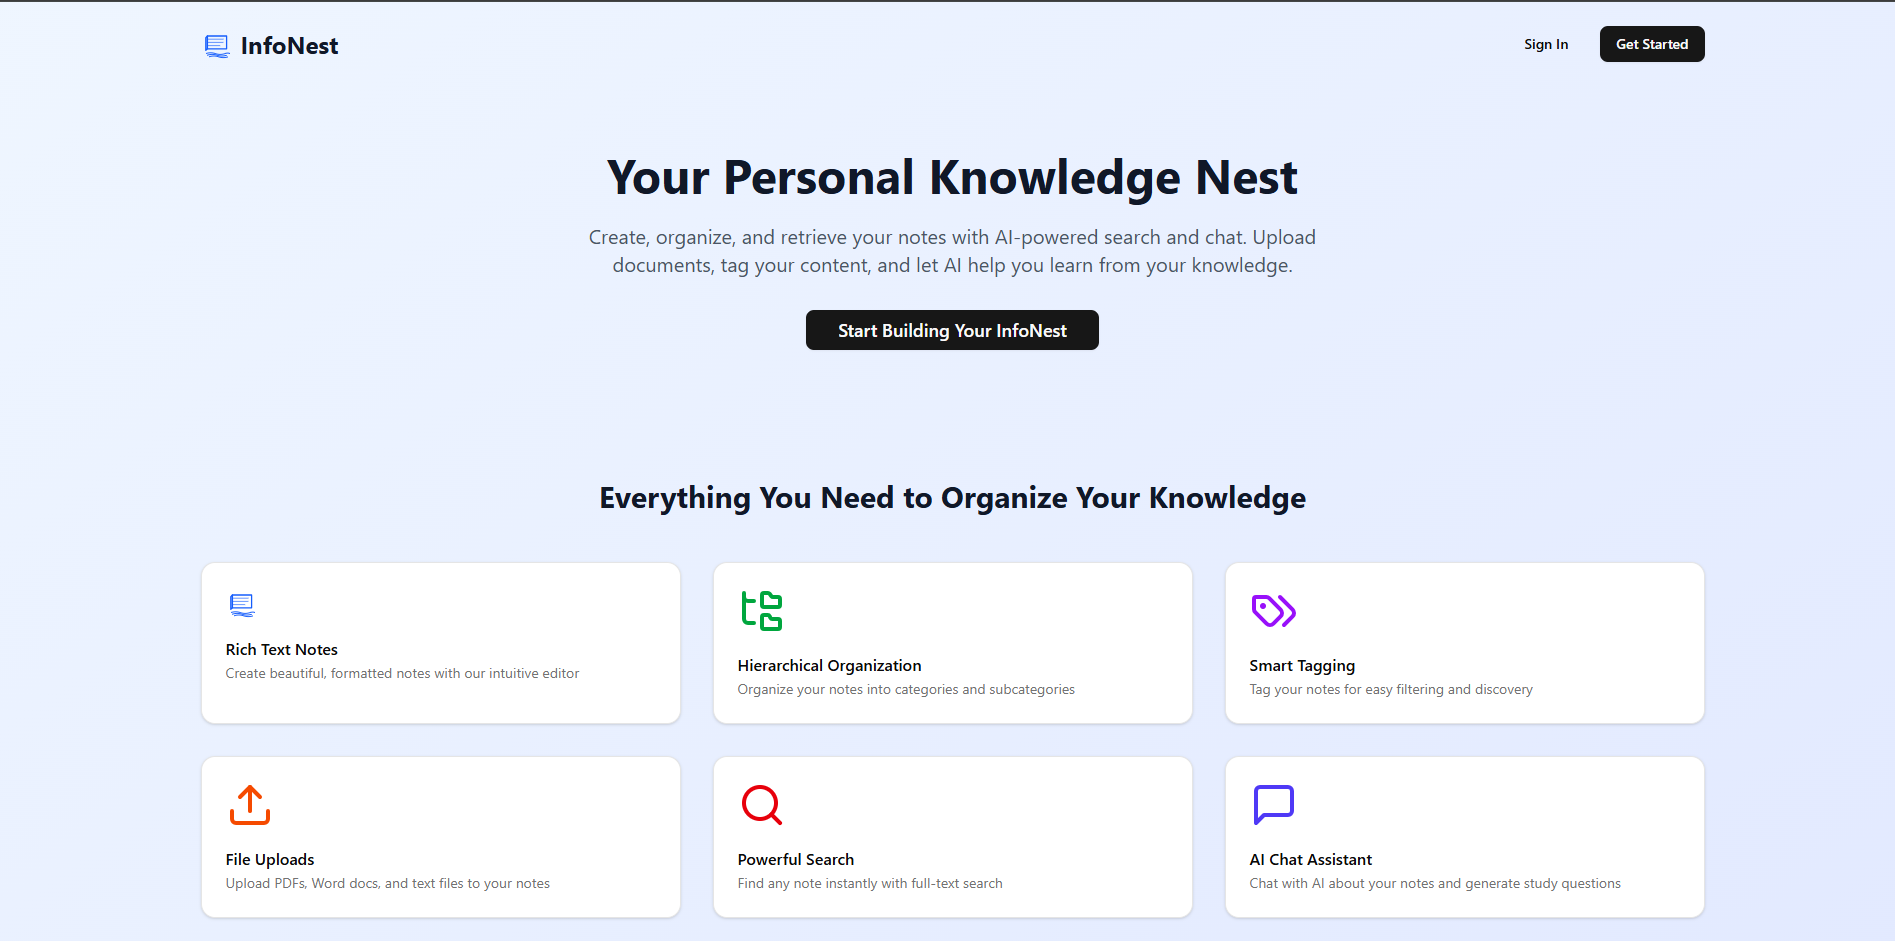 InfoNest
Sign In
Get Started
Your Personal Knowledge Nest
Create, organize, and retrieve your notes with AI-powered search and chat. Upload
documents, tag your content, and let AI help you learn from your knowledge.
Start Building Your InfoNest
Everything You Need to Organize Your Knowledge
Rich Text Notes
Create beautiful, formatted notes with our intuitive editor
Hierarchical Organization
Organize your notes into categories and subcategories
Smart Tagging
Tag your notes for easy filtering and discovery
File Uploads
Upload PDFs, Word docs, and text files to your notes
Powerful Search
Find any note instantly with full-text search
AI Chat Assistant
Chat with AI about your notes and generate study questions